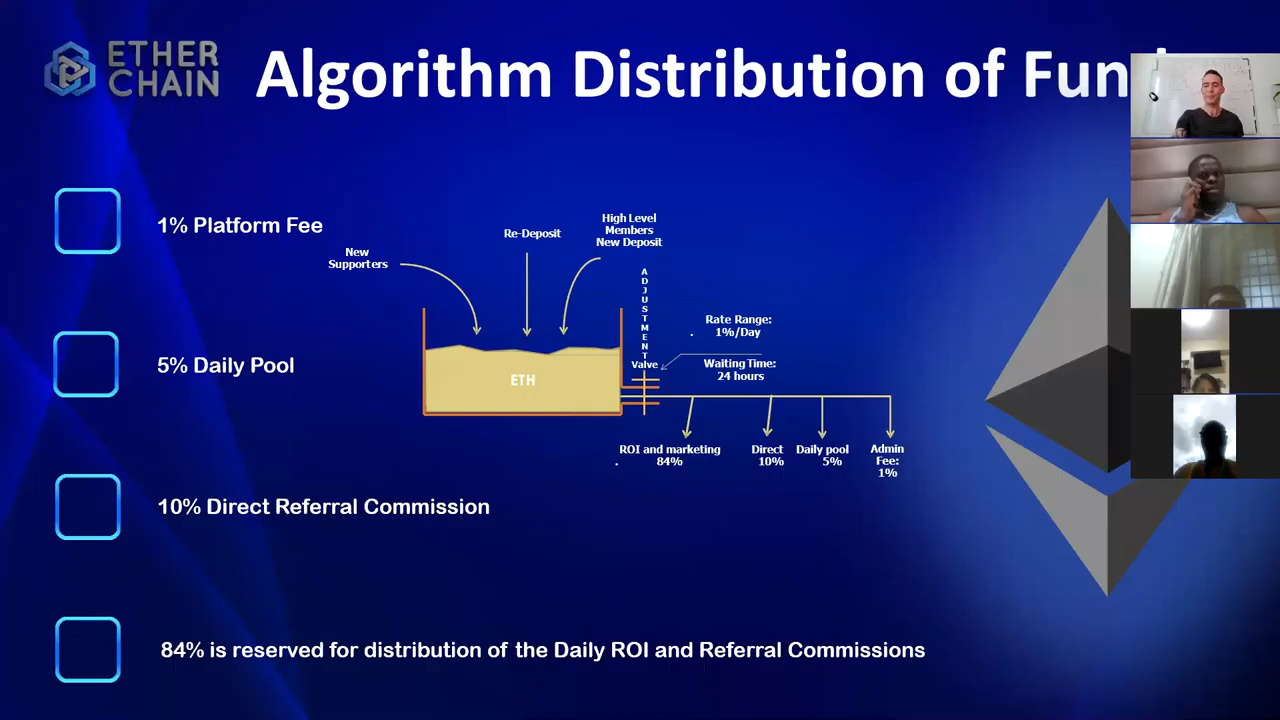 ETHER
CHAIN
Algorithm Distribution of Fun
1% Platform Fee
5% Daily Pool
10% Direct Referral Commission
84% is reserved for distribution of the Daily ROI and Referral Commissions
New
Supporters
Re-Deposit
High Level
Members
New Deposit
ADJUSTMENT
Valve
Rate Range:
1%/Day
Waiting Time:
24 hours
ETH
ROI and marketing
84%
Direct
10%
Daily pool
5%
Admin
Fee:
1%